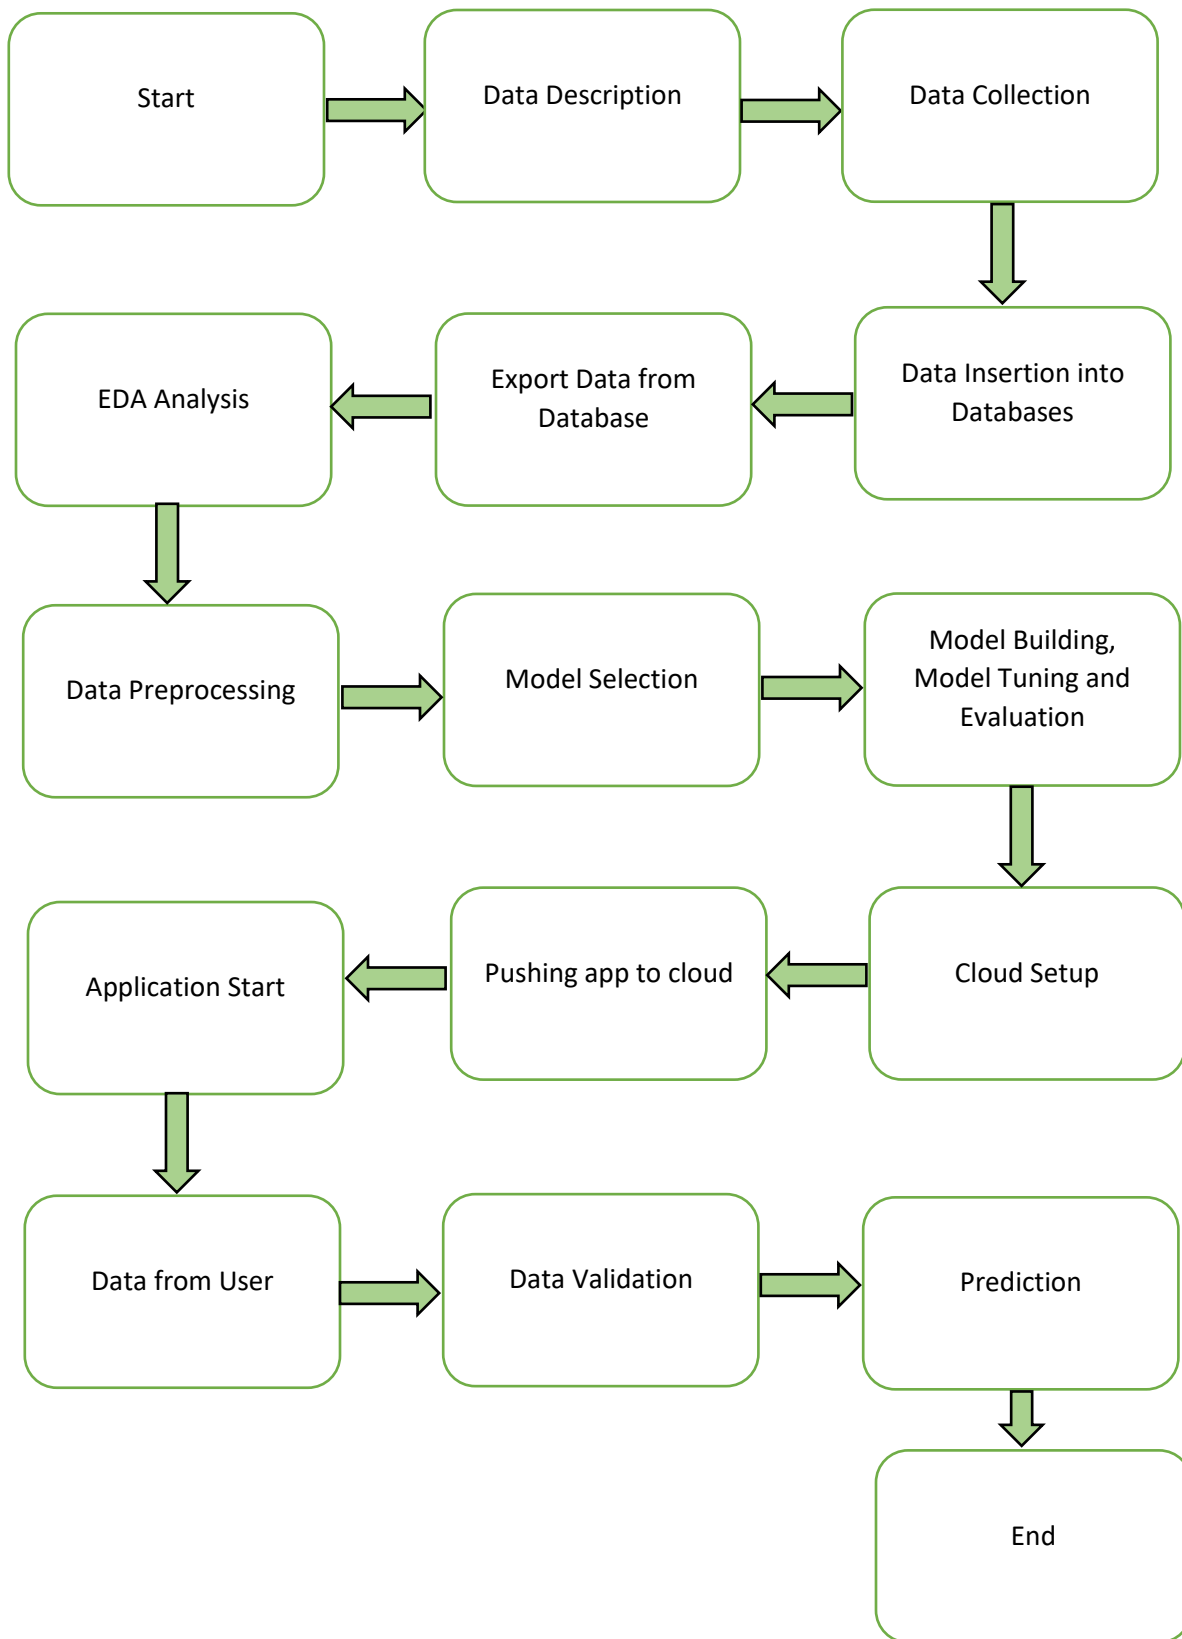 Start
Data Description
Data Collection
Data Insertion into
Databases
Export Data from
Database
EDA Analysis
Data Preprocessing
Model Selection
Model Building,
Model Tuning and
Evaluation
Cloud Setup
Pushing app to cloud
Application Start
Data from User
Data Validation
Prediction
End